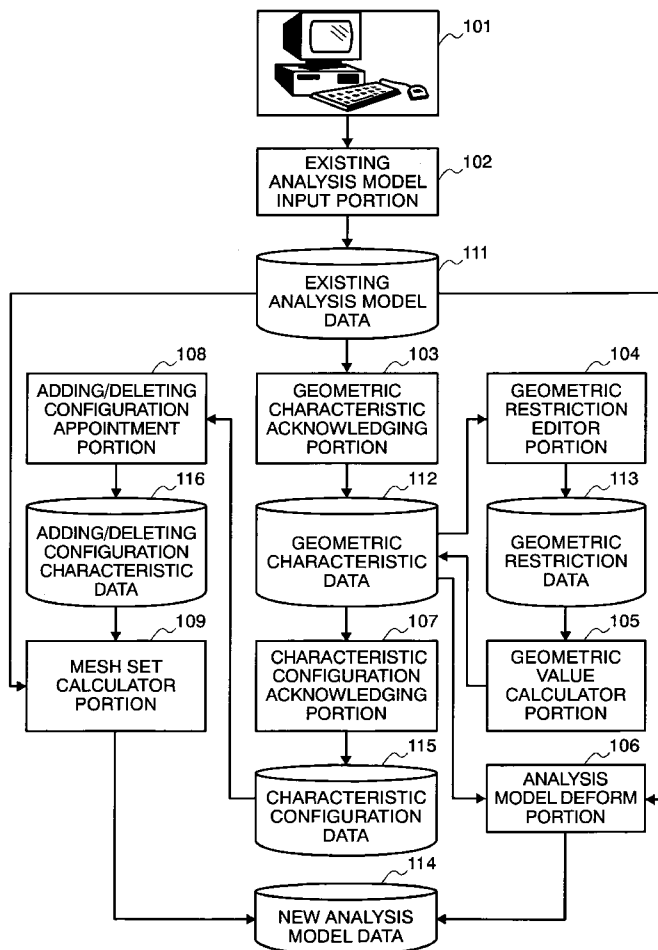 101
EXISTING
ANALYSIS MODEL
INPUT PORTION
102
111
EXISTING
ANALYSIS MODEL
DATA
108
ADDING/DELETING
CONFIGURATION
APPOINTMENT
PORTION
103
GEOMETRIC
CHARACTERISTIC
ACKNOWLEDGING
PORTION
104
GEOMETRIC
RESTRICTION
EDITOR
PORTION
116
ADDING/DELETING
CONFIGURATION
CHARACTERISTIC
DATA
112
GEOMETRIC
CHARACTERISTIC
DATA
113
GEOMETRIC
RESTRICTION
DATA
109
MESH SET
CALCULATOR
PORTION
107
CHARACTERISTIC
CONFIGURATION
ACKNOWLEDGING
PORTION
105
GEOMETRIC
VALUE
CALCULATOR
PORTION
115
CHARACTERISTIC
CONFIGURATION
DATA
106
ANALYSIS
MODEL DEFORM
PORTION
114
NEW ANALYSIS
MODEL DATA